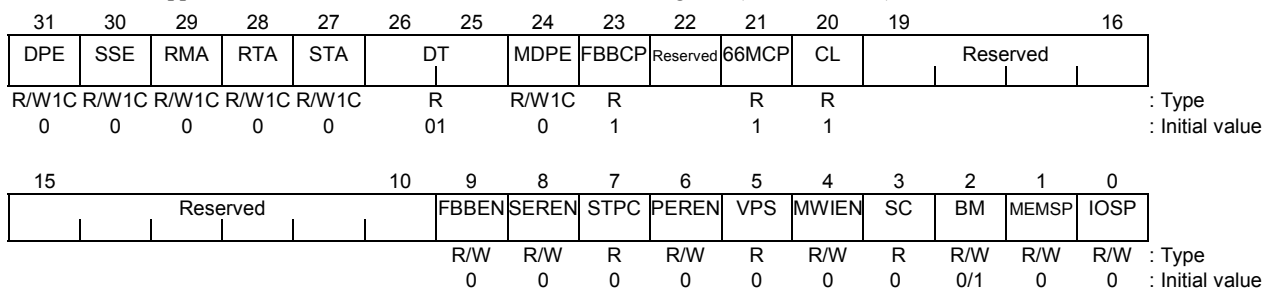 31 30 29 28 27 26 25 24 23 22 21 20 19 16
DPE SSE RMA RTA STA DT MDPE FBBCP Reserved 66MCP CL Reserved
R/W1C R/W1C R/W1C R/W1C R/W1C R R/W1C R R R : Type
0 0 0 0 0 01 0 1 1 1 : Initial value
15 10 9 8 7 6 5 4 3 2 1 0
Reserved FBBEN SEREN STPC PEREN VPS MWIEN SC BM MEMSP IOSP
R/W R/W R R/W R R/W R R/W R/W R/W : Type
0 0 0 0 0 0 0 0/1 0 0 : Initial value